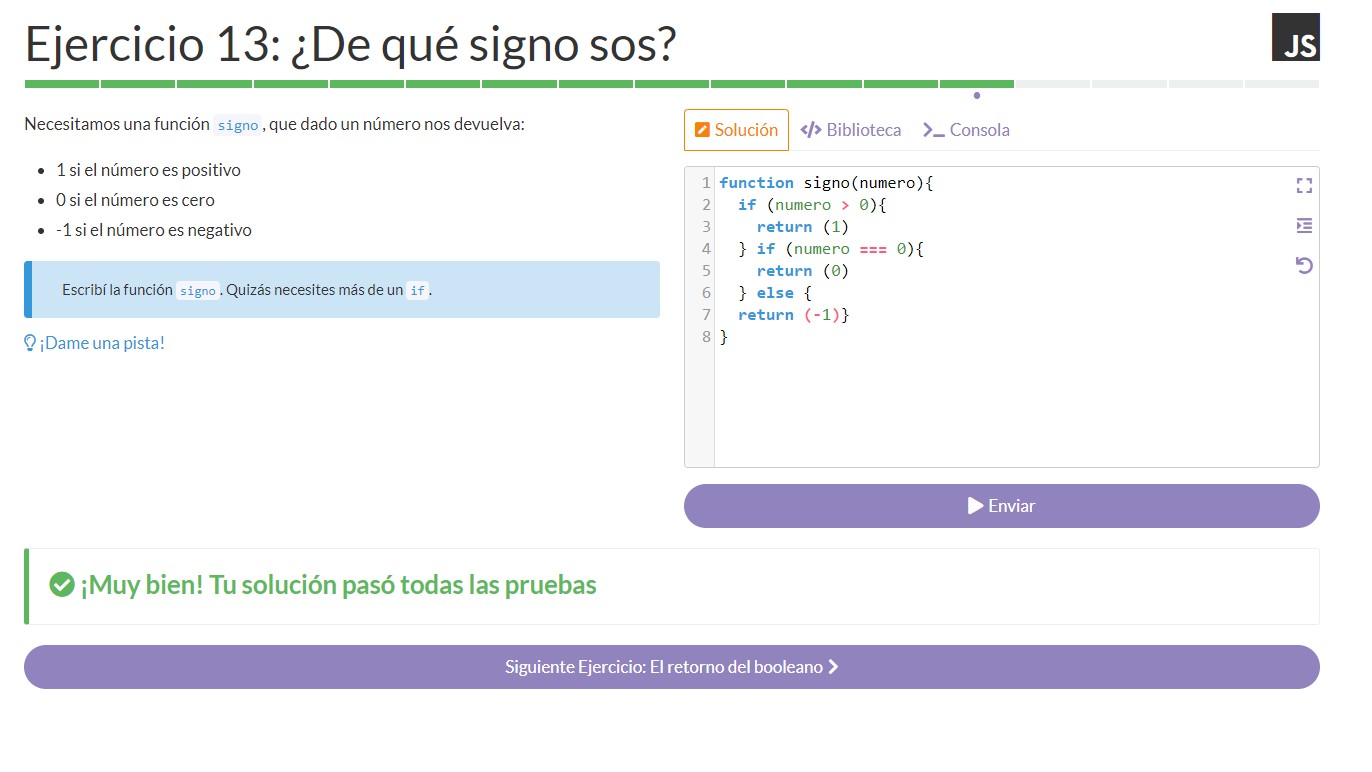 Ejercicio 13: ¿De qué signo sos?
JS
Necesitamos una función signo, que dado un número nos devuelva:
1 si el número es positivo
0 si el número es cero
-1 si el número es negativo
Escribí la función signo. Quizás necesites más de un if.
¡Dame una pista!
Solución Biblioteca Consola
1 function signo(numero){
2   if (numero > 0){
3     return (1)
4   } if (numero === 0){
5     return (0)
6   } else {
7   return (-1)}
8 }
Enviar
¡Muy bien! Tu solución pasó todas las pruebas
Siguiente Ejercicio: El retorno del booleano